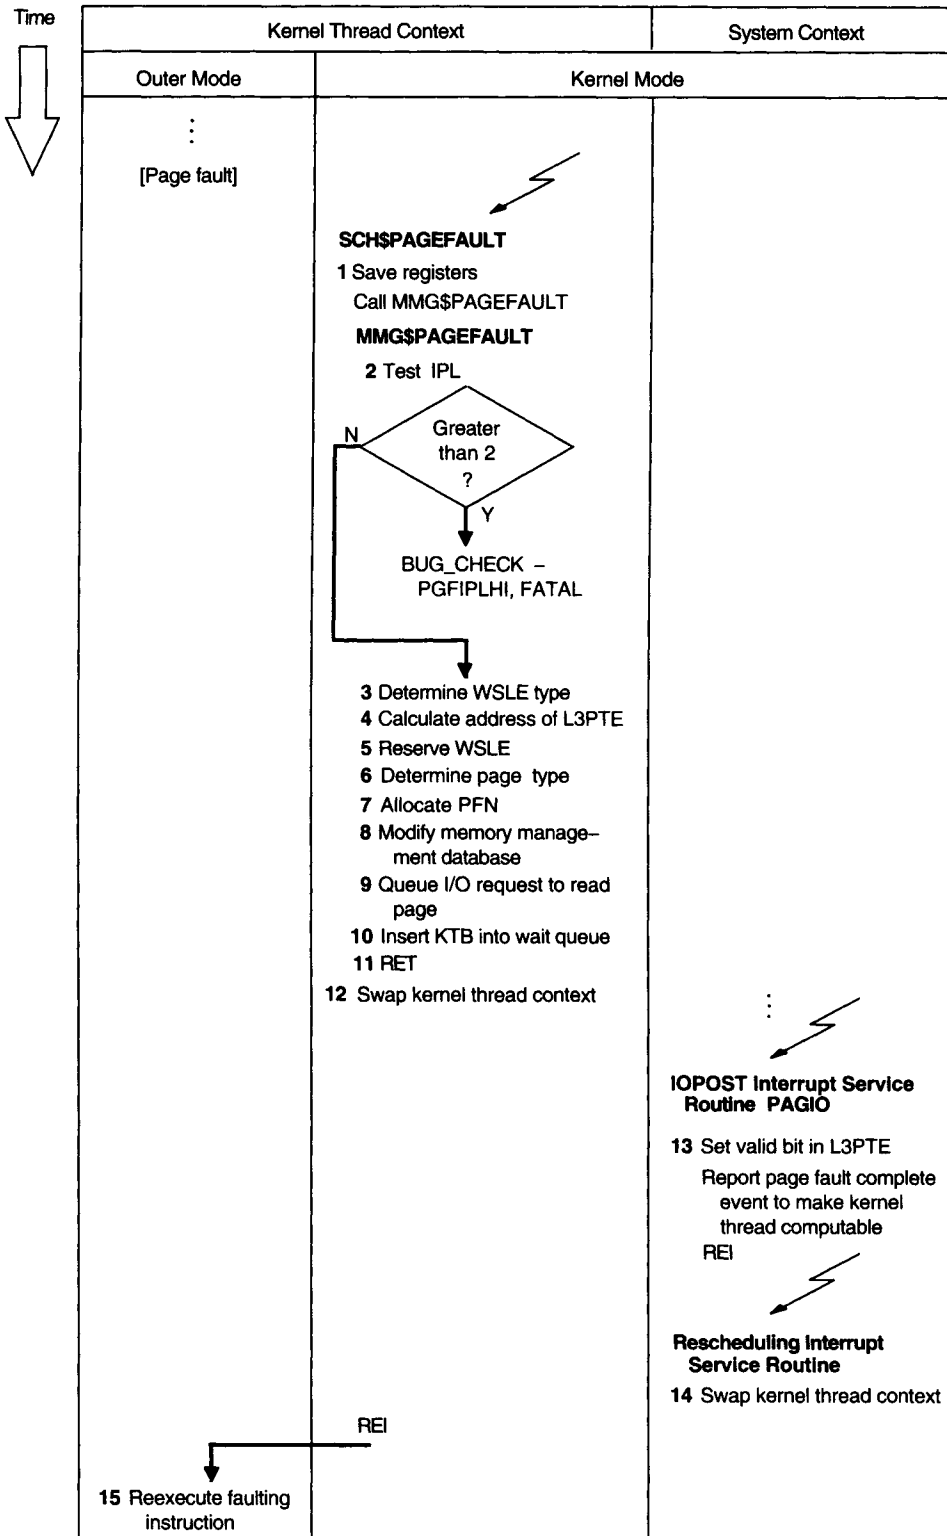 Time
Kernel Thread Context
System Context
Outer Mode
Kernel Mode
[Page fault]
SCH$PAGEFAULT
1 Save registers
Call MMG$PAGEFAULT
MMG$PAGEFAULT
2 Test IPL
Greater
than 2
?
N
Y
BUG_CHECK –
PGFIPLHI, FATAL
3 Determine WSLE type
4 Calculate address of L3PTE
5 Reserve WSLE
6 Determine page type
7 Allocate PFN
8 Modify memory manage–
ment database
9 Queue I/O request to read
page
10 Insert KTB into wait queue
11 RET
12 Swap kernel thread context
IOPOST Interrupt Service
Routine PAGIO
13 Set valid bit in L3PTE
Report page fault complete
event to make kernel
thread computable
REI
Rescheduling Interrupt
Service Routine
14 Swap kernel thread context
REI
15 Reexecute faulting
instruction